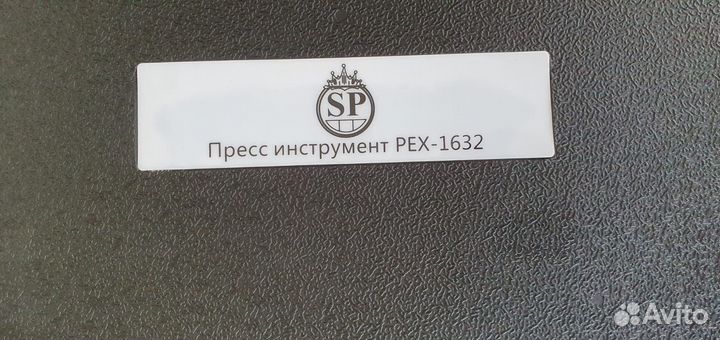 SP
Пресс инструмент PEX-1632
Avito